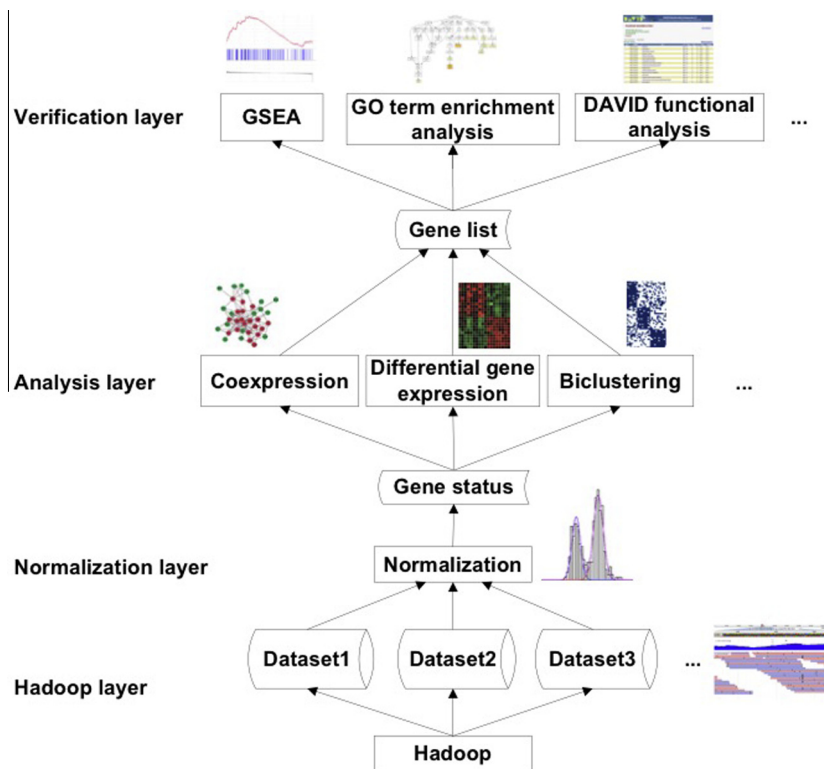 Verification layer
GSEA
GO term enrichment
analysis
DAVID functional
analysis
...
Gene list
Analysis layer
Coexpression
Differential gene
expression
Biclustering
...
Gene status
Normalization layer
Normalization
Dataset1
Dataset2
Dataset3
...
Hadoop layer
Hadoop